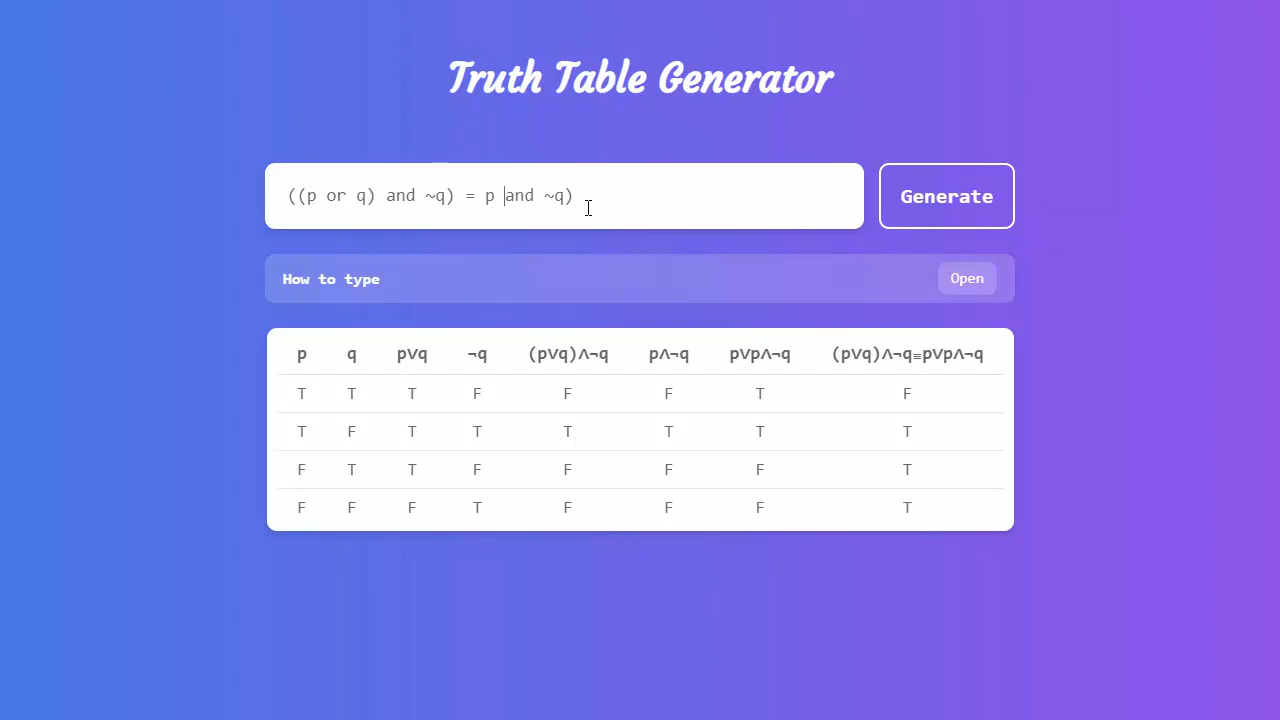 Truth Table Generator
((p or q) and ~q) = p and ~q)
Generate
How to type
Open
p q p∨q ¬q (p∨q)∧¬q p∧¬q p∨p∧¬q (p∨q)∧¬q≡p∨p∧¬q
T T T F F F T F
T F T T T T T T
F T T F F F F T
F F F T F F F T